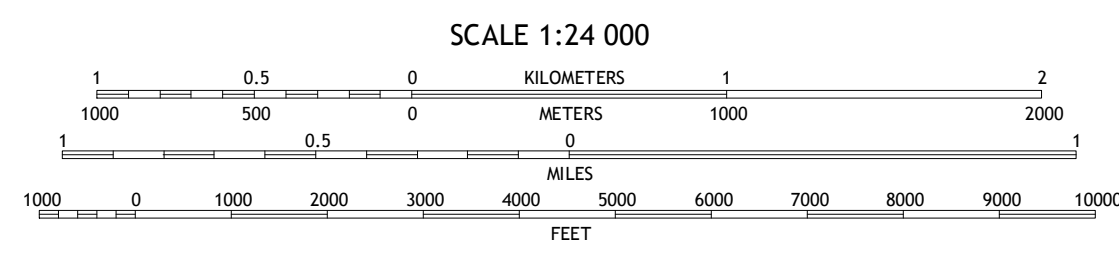 SCALE 1:24 000
1 0.5 0 KILOMETERS 1 2
1000 500 0 METERS 1000 2000
1 0.5 0 1
MILES
1000 0 1000 2000 3000 4000 5000 6000 7000 8000 9000 10000
FEET